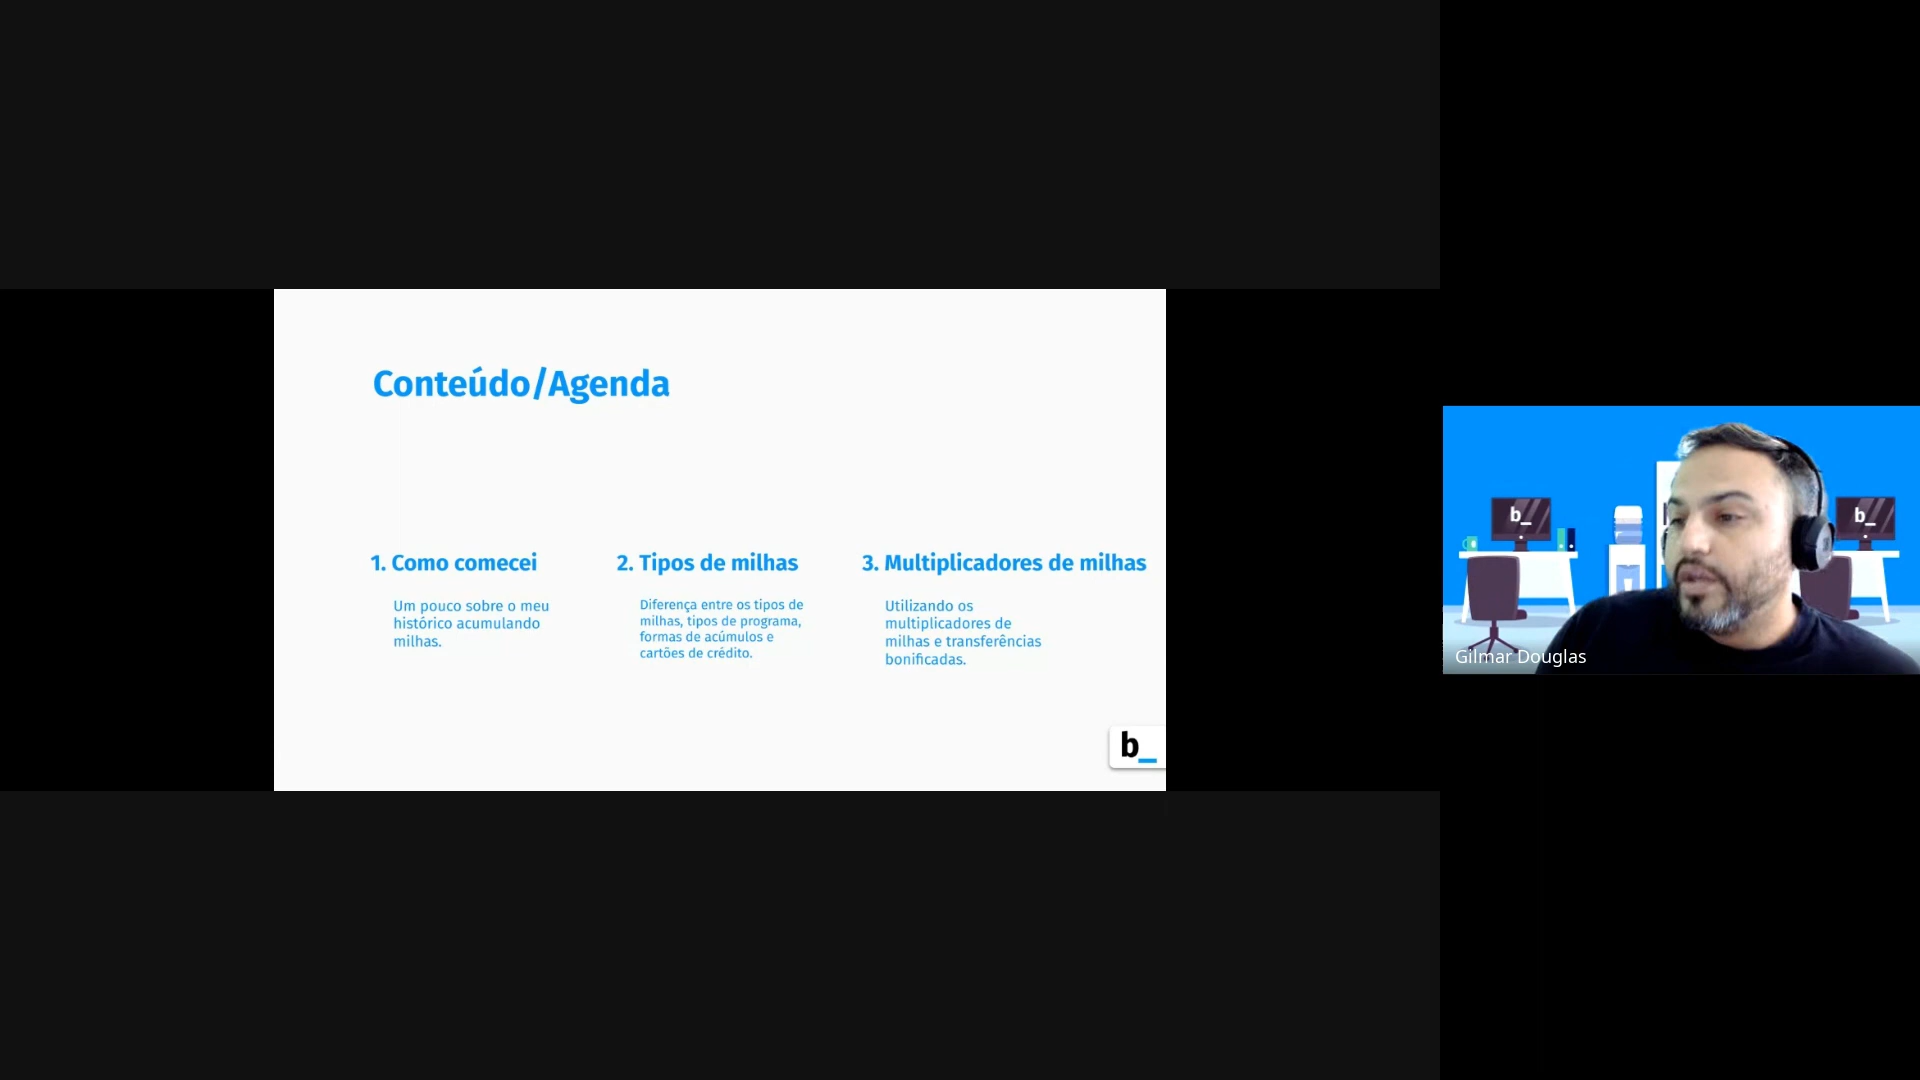 Conteúdo/Agenda
1. Como comecei
Um pouco sobre o meu
histórico acumulando
milhas.
2. Tipos de milhas
Diferença entre os tipos de
milhas, tipos de programa,
formas de acúmulos e
cartões de crédito.
3. Multiplicadores de milhas
Utilizando os
multiplicadores de
milhas e transferências
bonificadas.
b_
b_
b_
Gilmar Douglas